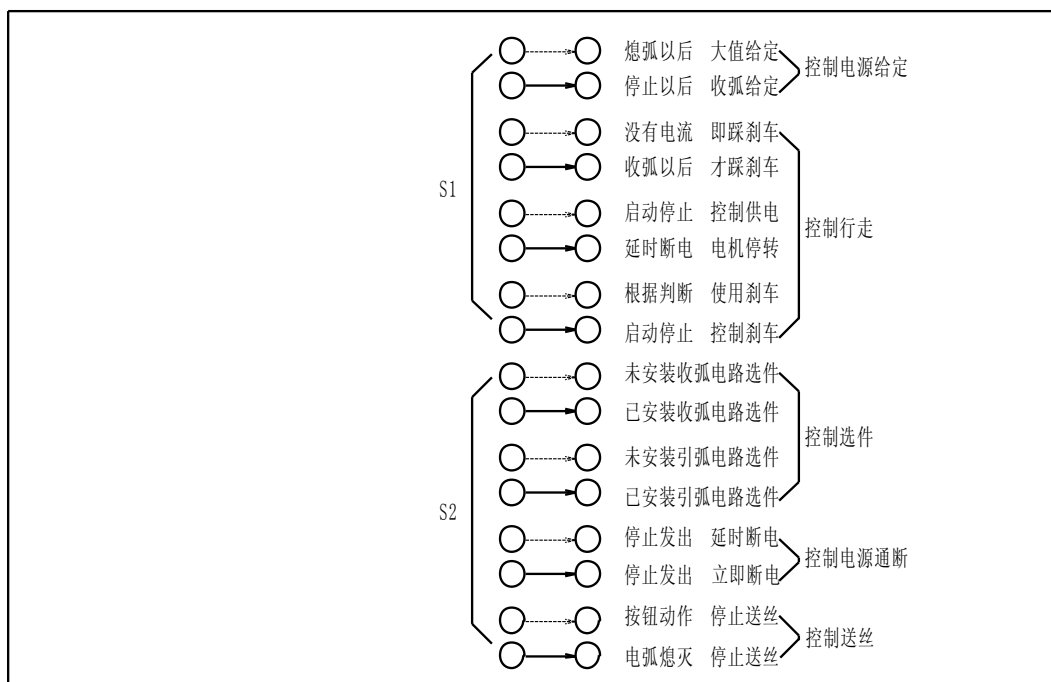 熄弧以后 大值给定
控制电源给定
停止以后 收弧给定
没有电流 即踩刹车
收弧以后 才踩刹车
S1
启动停止 控制供电
控制行走
延时断电 电机停转
根据判断 使用刹车
启动停止 控制刹车
未安装收弧电路选件
已安装收弧电路选件
控制选件
未安装引弧电路选件
已安装引弧电路选件
S2
停止发出 延时断电
控制电源通断
停止发出 立即断电
按钮动作 停止送丝
控制送丝
电弧熄灭 停止送丝